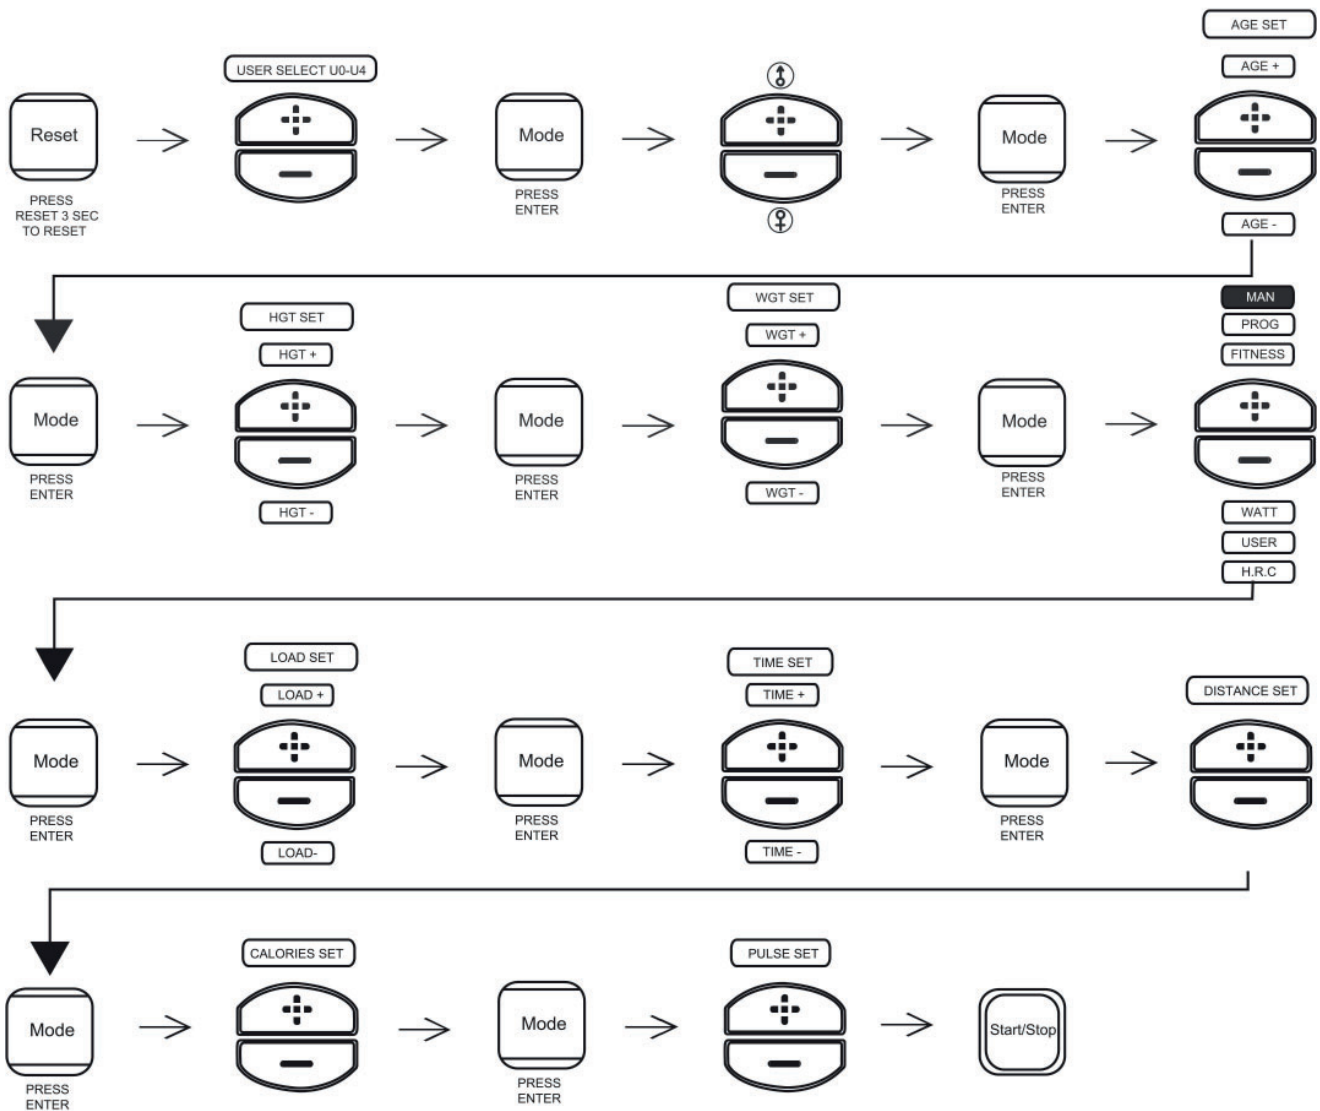 AGE SET
USER SELECT U0-U4
AGE +
Reset
Mode
Mode
PRESS
RESET 3 SEC
TO RESET
PRESS
ENTER
PRESS
ENTER
AGE -
HGT SET
HGT +
WGT SET
WGT +
MAN
PROG
FITNESS
Mode
Mode
Mode
PRESS
ENTER
HGT -
PRESS
ENTER
WGT -
PRESS
ENTER
WATT
USER
H.R.C
LOAD SET
LOAD +
TIME SET
TIME +
DISTANCE SET
Mode
Mode
Mode
PRESS
ENTER
LOAD-
PRESS
ENTER
TIME -
PRESS
ENTER
CALORIES SET
PULSE SET
Mode
Mode
Start/Stop
PRESS
ENTER
PRESS
ENTER